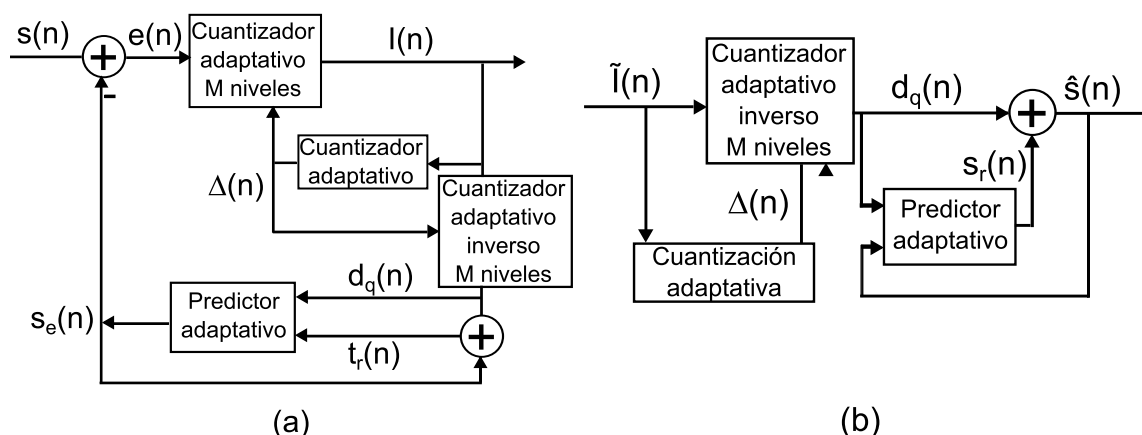 s(n)
e(n)
Cuantizador
adaptativo
M niveles
I(n)
Cuantizador
adaptativo
Δ(n)
Cuantizador
adaptativo
inverso
M niveles
Predictor
adaptativo
d_q(n)
t_r(n)
s_e(n)
(a)
Ĩ(n)
Cuantizador
adaptativo
inverso
M niveles
d_q(n)
ŝ(n)
s_r(n)
Δ(n)
Predictor
adaptativo
Cuantización
adaptativa
(b)